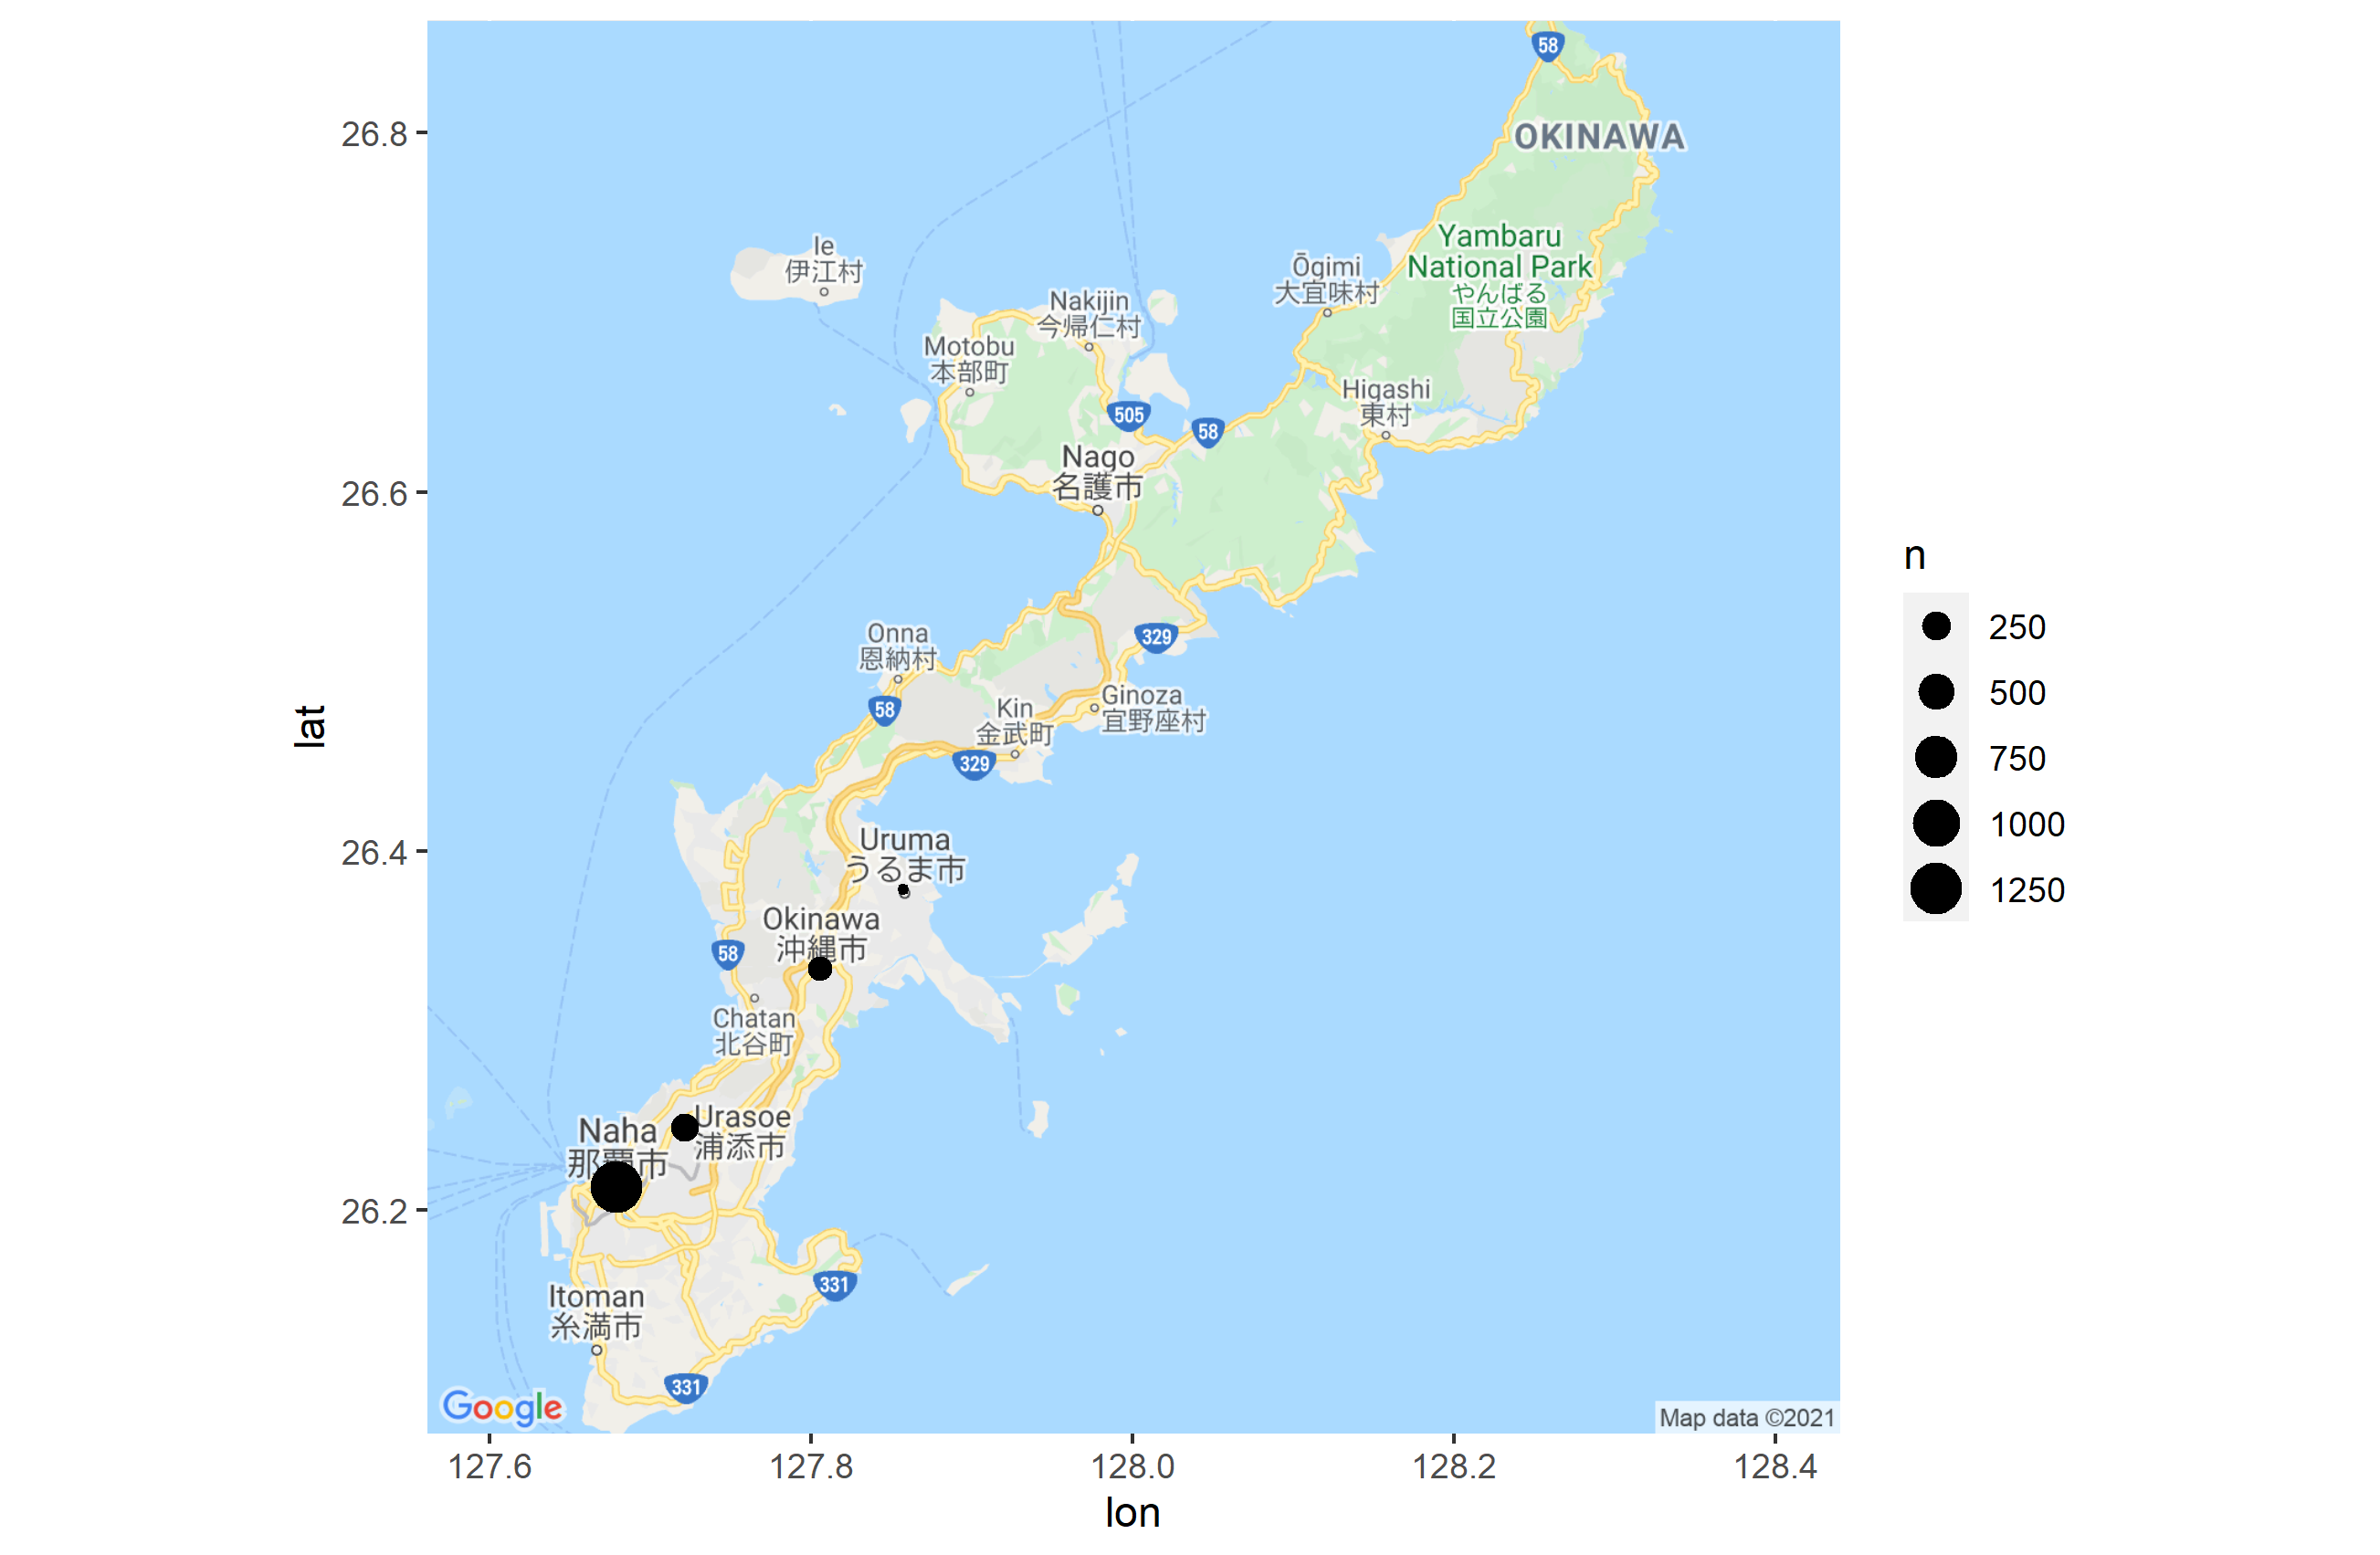 58
26.8
OKINAWA
Yambaru
National Park
やんばる
国立公園
Ie
伊江村
Ōgimi
大宜味村
Nakijin
今帰仁村
Motobu
本部町
Higashi
東村
505
58
Nago
名護市
26.6
n
250
500
750
1000
1250
Onna
恩納村
329
58
Ginoza
宜野座村
Kin
金武町
329
lat
Uruma
うるま市
26.4
Okinawa
沖縄市
58
Chatan
北谷町
Urasoe
浦添市
Naha
那覇市
26.2
331
Itoman
糸満市
331
Google
Map data ©2021
127.6
127.8
128.0
128.2
128.4
lon